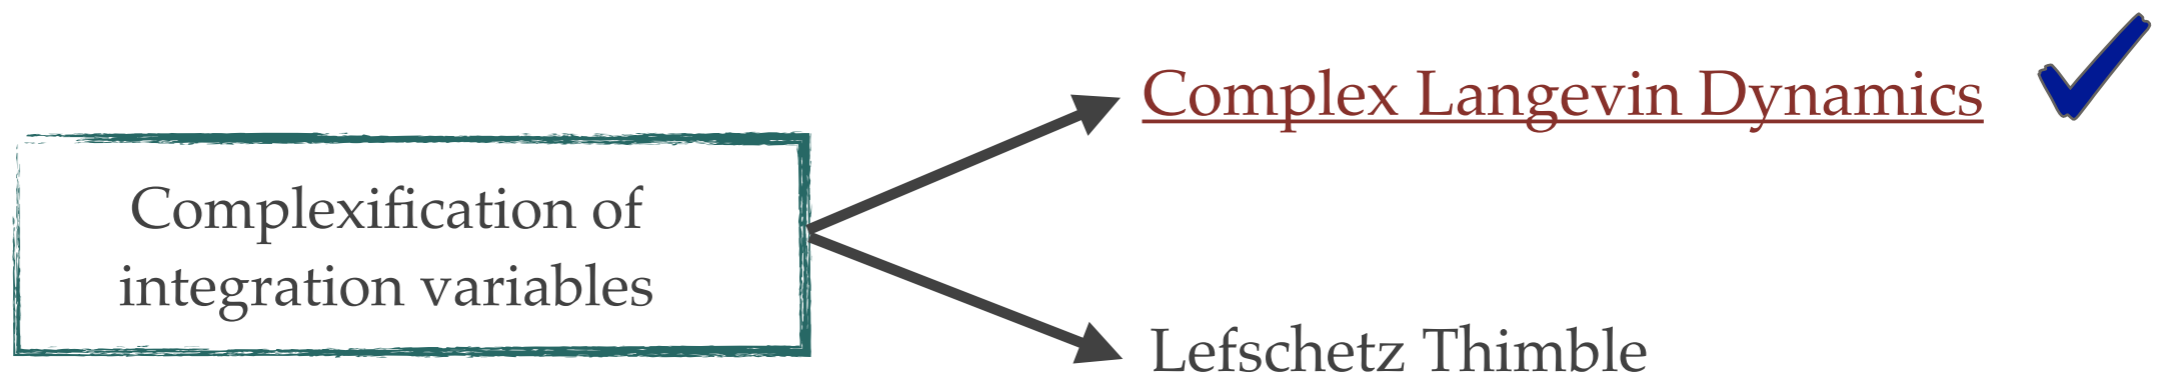 Complex Langevin Dynamics
Complexification of
integration variables
Lefschetz Thimble